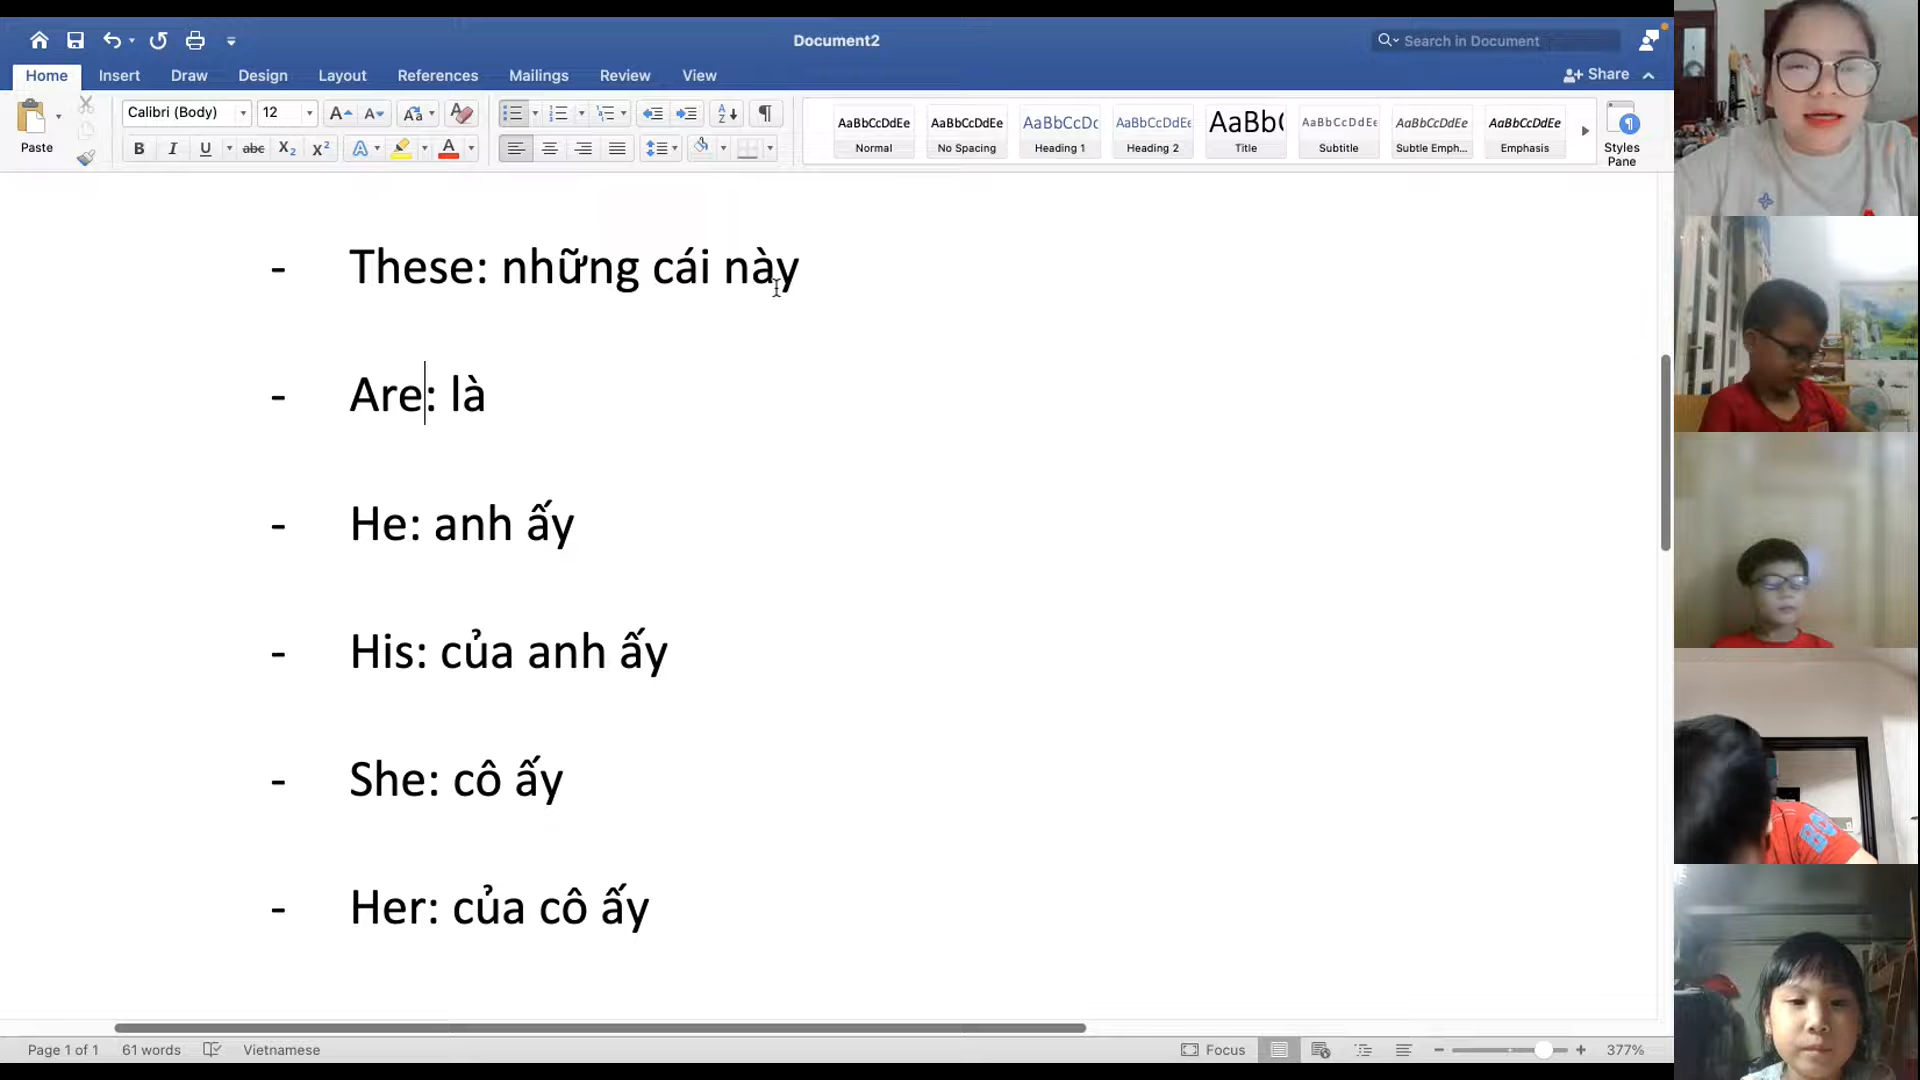 Document2
Search in Document
Home Insert Draw Design Layout References Mailings Review View
Share
Paste
Calibri (Body) 12
B I U abc X₂ X²
AaBbCcDdEe AaBbCcDdEe AaBbCcDc AaBbCcDdEe AaBb( AaBbCcDdEe AaBbCcDdEe AaBbCcDdEe
Normal No Spacing Heading 1 Heading 2 Title Subtitle Subtle Emph... Emphasis
Styles
Pane
- These: những cái này
- Are: là
- He: anh ấy
- His: của anh ấy
- She: cô ấy
- Her: của cô ấy
Page 1 of 1 61 words Vietnamese Focus 377%